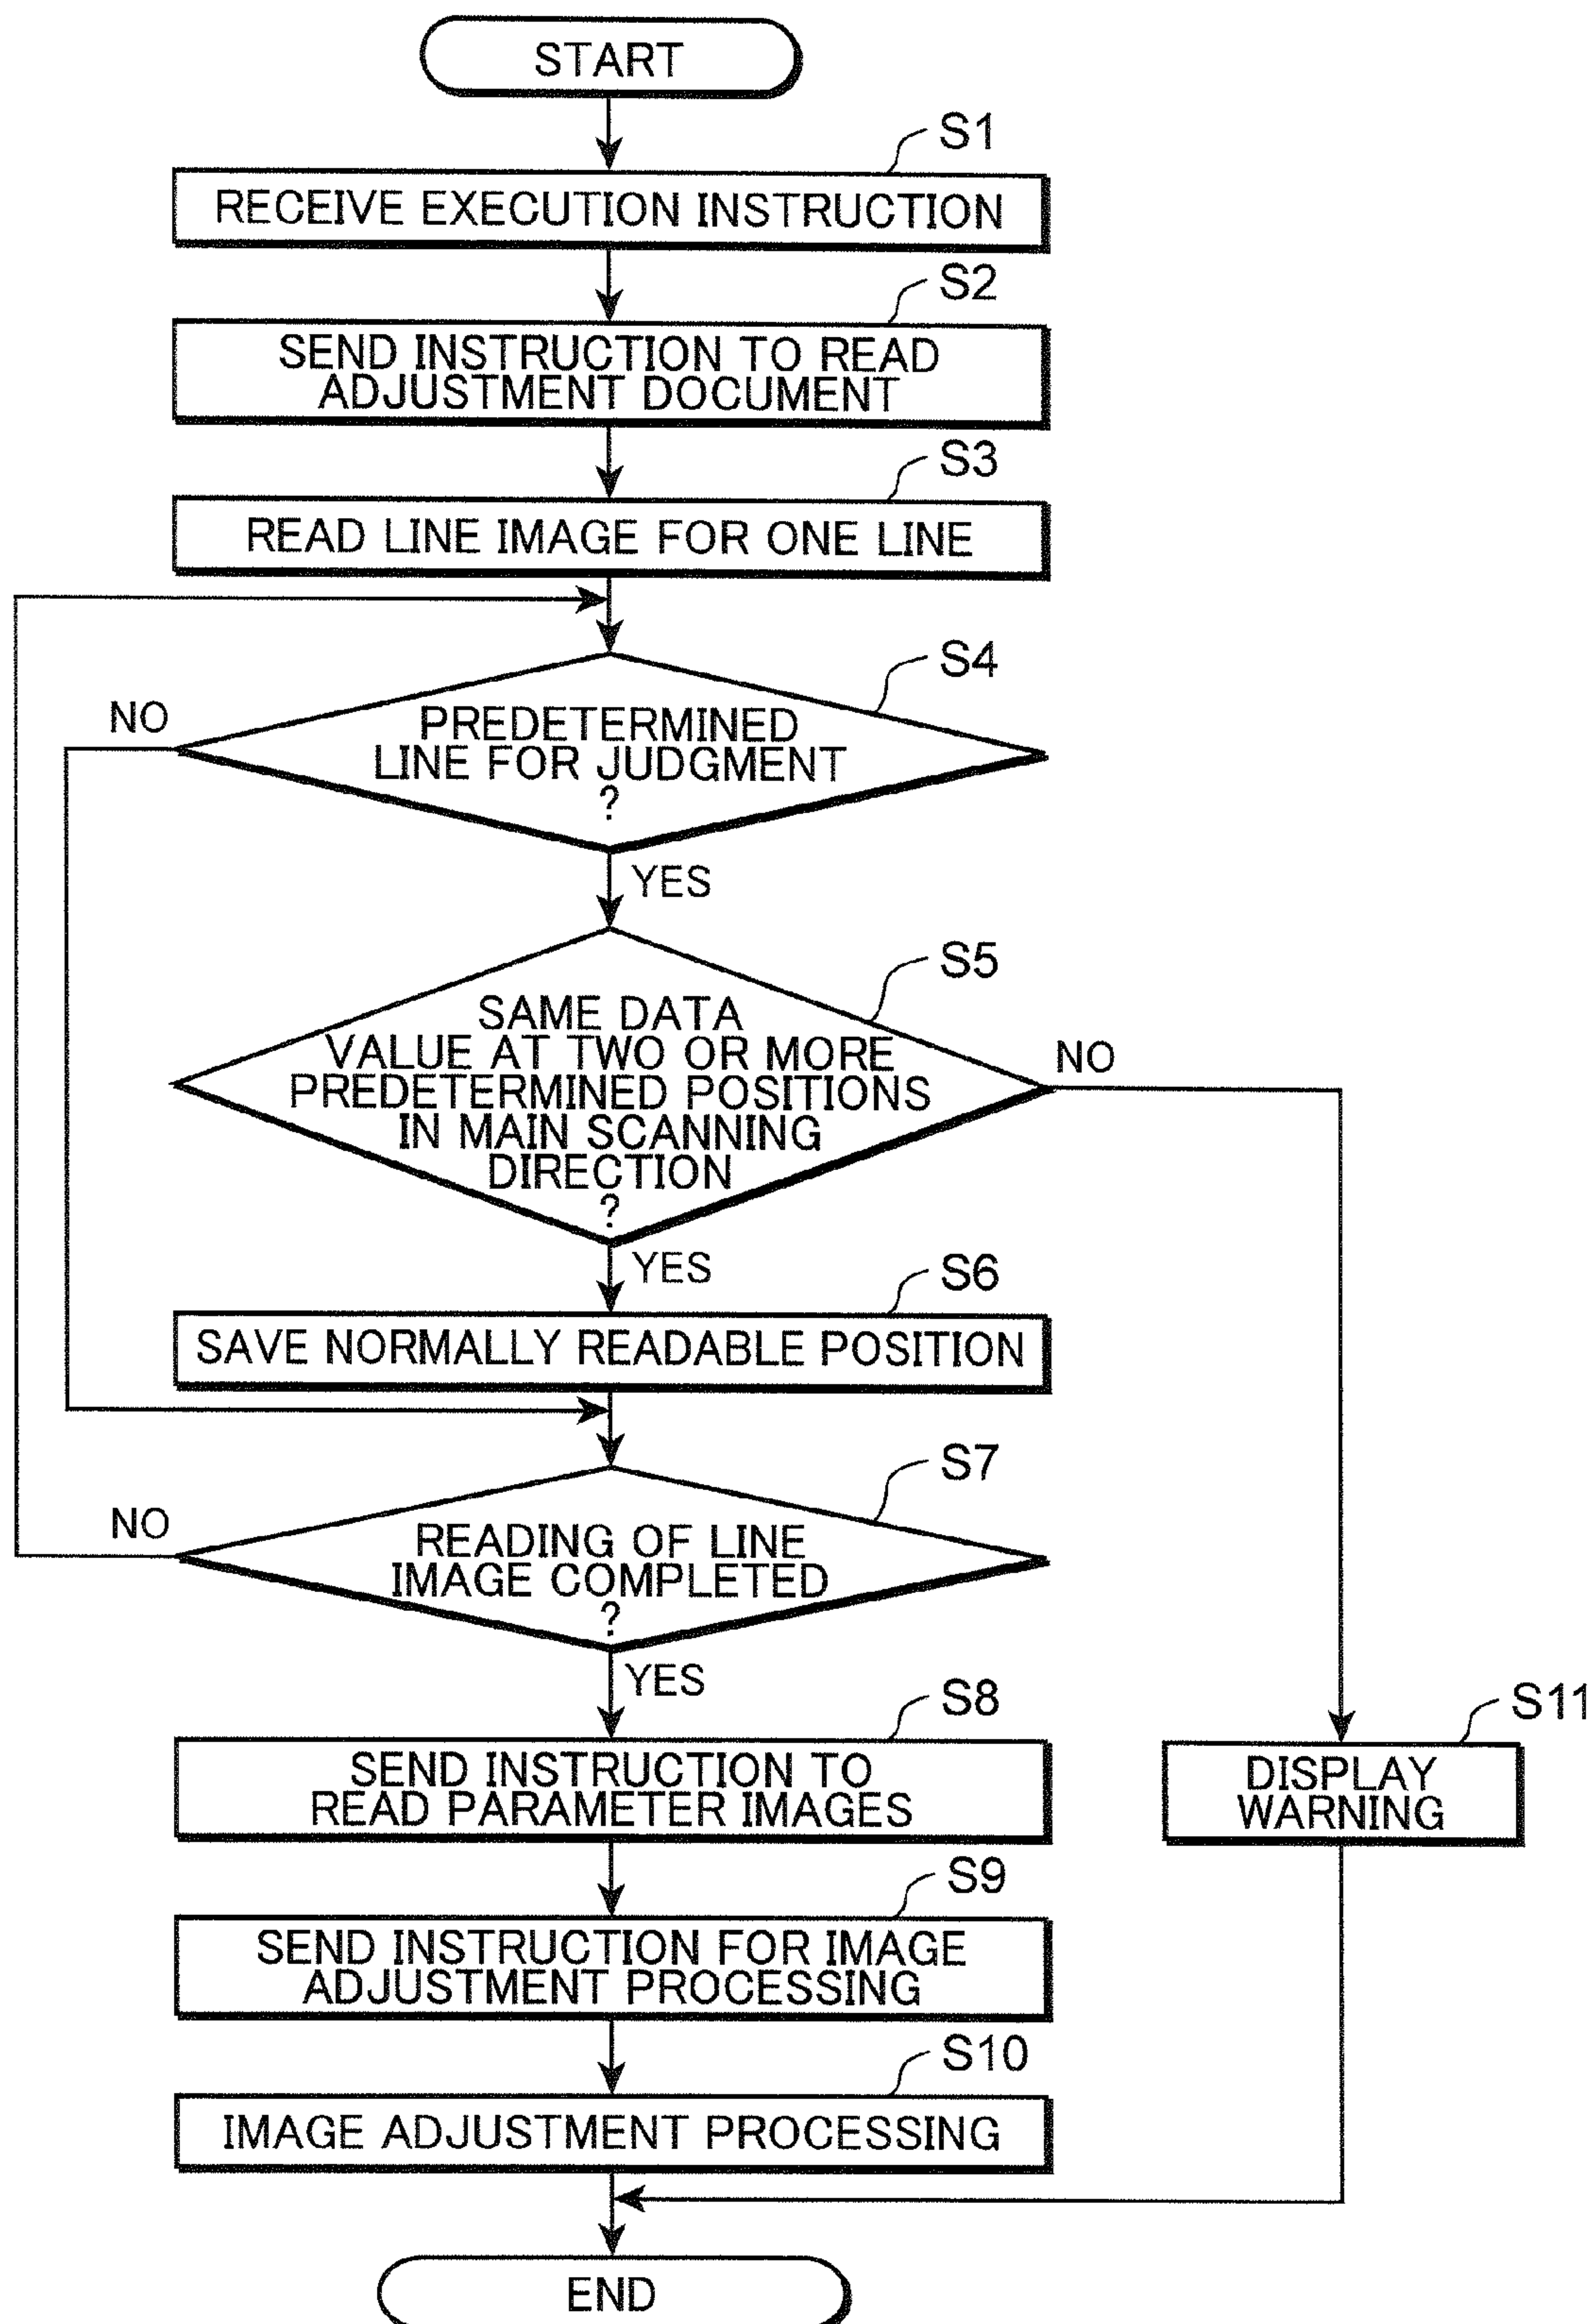 START
S1
RECEIVE EXECUTION INSTRUCTION
S2
SEND INSTRUCTION TO READ
ADJUSTMENT DOCUMENT
S3
READ LINE IMAGE FOR ONE LINE
S4
NO
PREDETERMINED
LINE FOR JUDGMENT
?
YES
S5
SAME DATA
VALUE AT TWO OR MORE
PREDETERMINED POSITIONS
IN MAIN SCANNING
DIRECTION
?
NO
YES
S6
SAVE NORMALLY READABLE POSITION
S7
NO
READING OF LINE
IMAGE COMPLETED
?
YES
S8
SEND INSTRUCTION TO
READ PARAMETER IMAGES
S11
DISPLAY
WARNING
S9
SEND INSTRUCTION FOR IMAGE
ADJUSTMENT PROCESSING
S10
IMAGE ADJUSTMENT PROCESSING
END